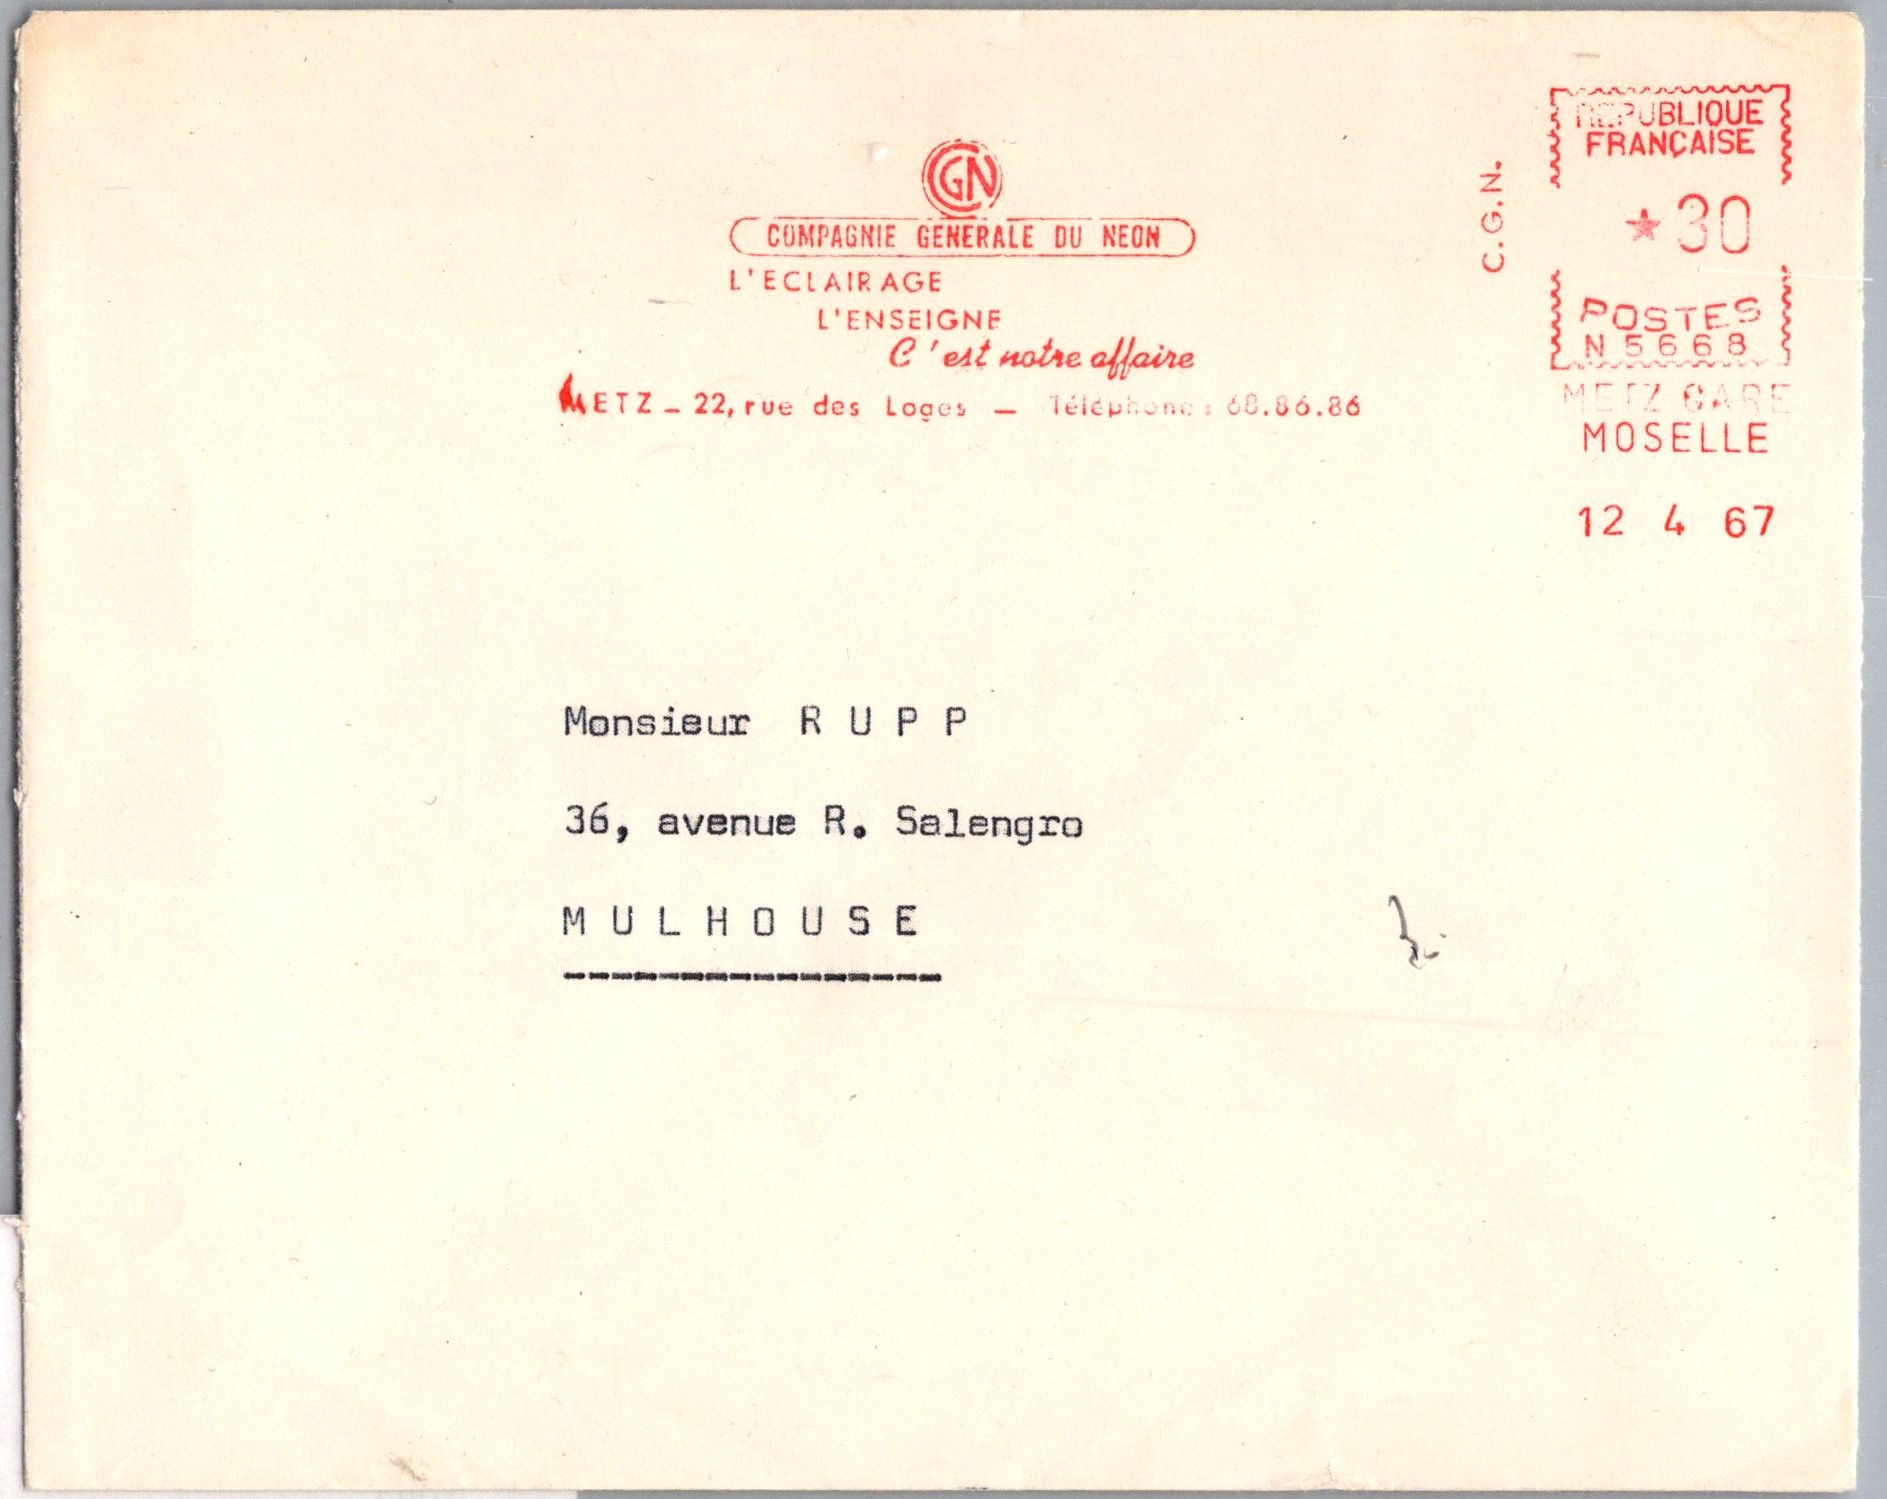 CGN
COMPAGNIE GENERALE DU NEON
L'ECLAIRAGE
L'ENSEIGNE
C'est notre affaire
METZ - 22, rue des Loges - Téléphone : 68.86.86
C.G.N.
REPUBLIQUE
FRANÇAISE
★30
POSTES
N 5668
METZ GARE
MOSELLE
12 4 67
Monsieur R U P P
36, avenue R. Salengro
M U L H O U S E